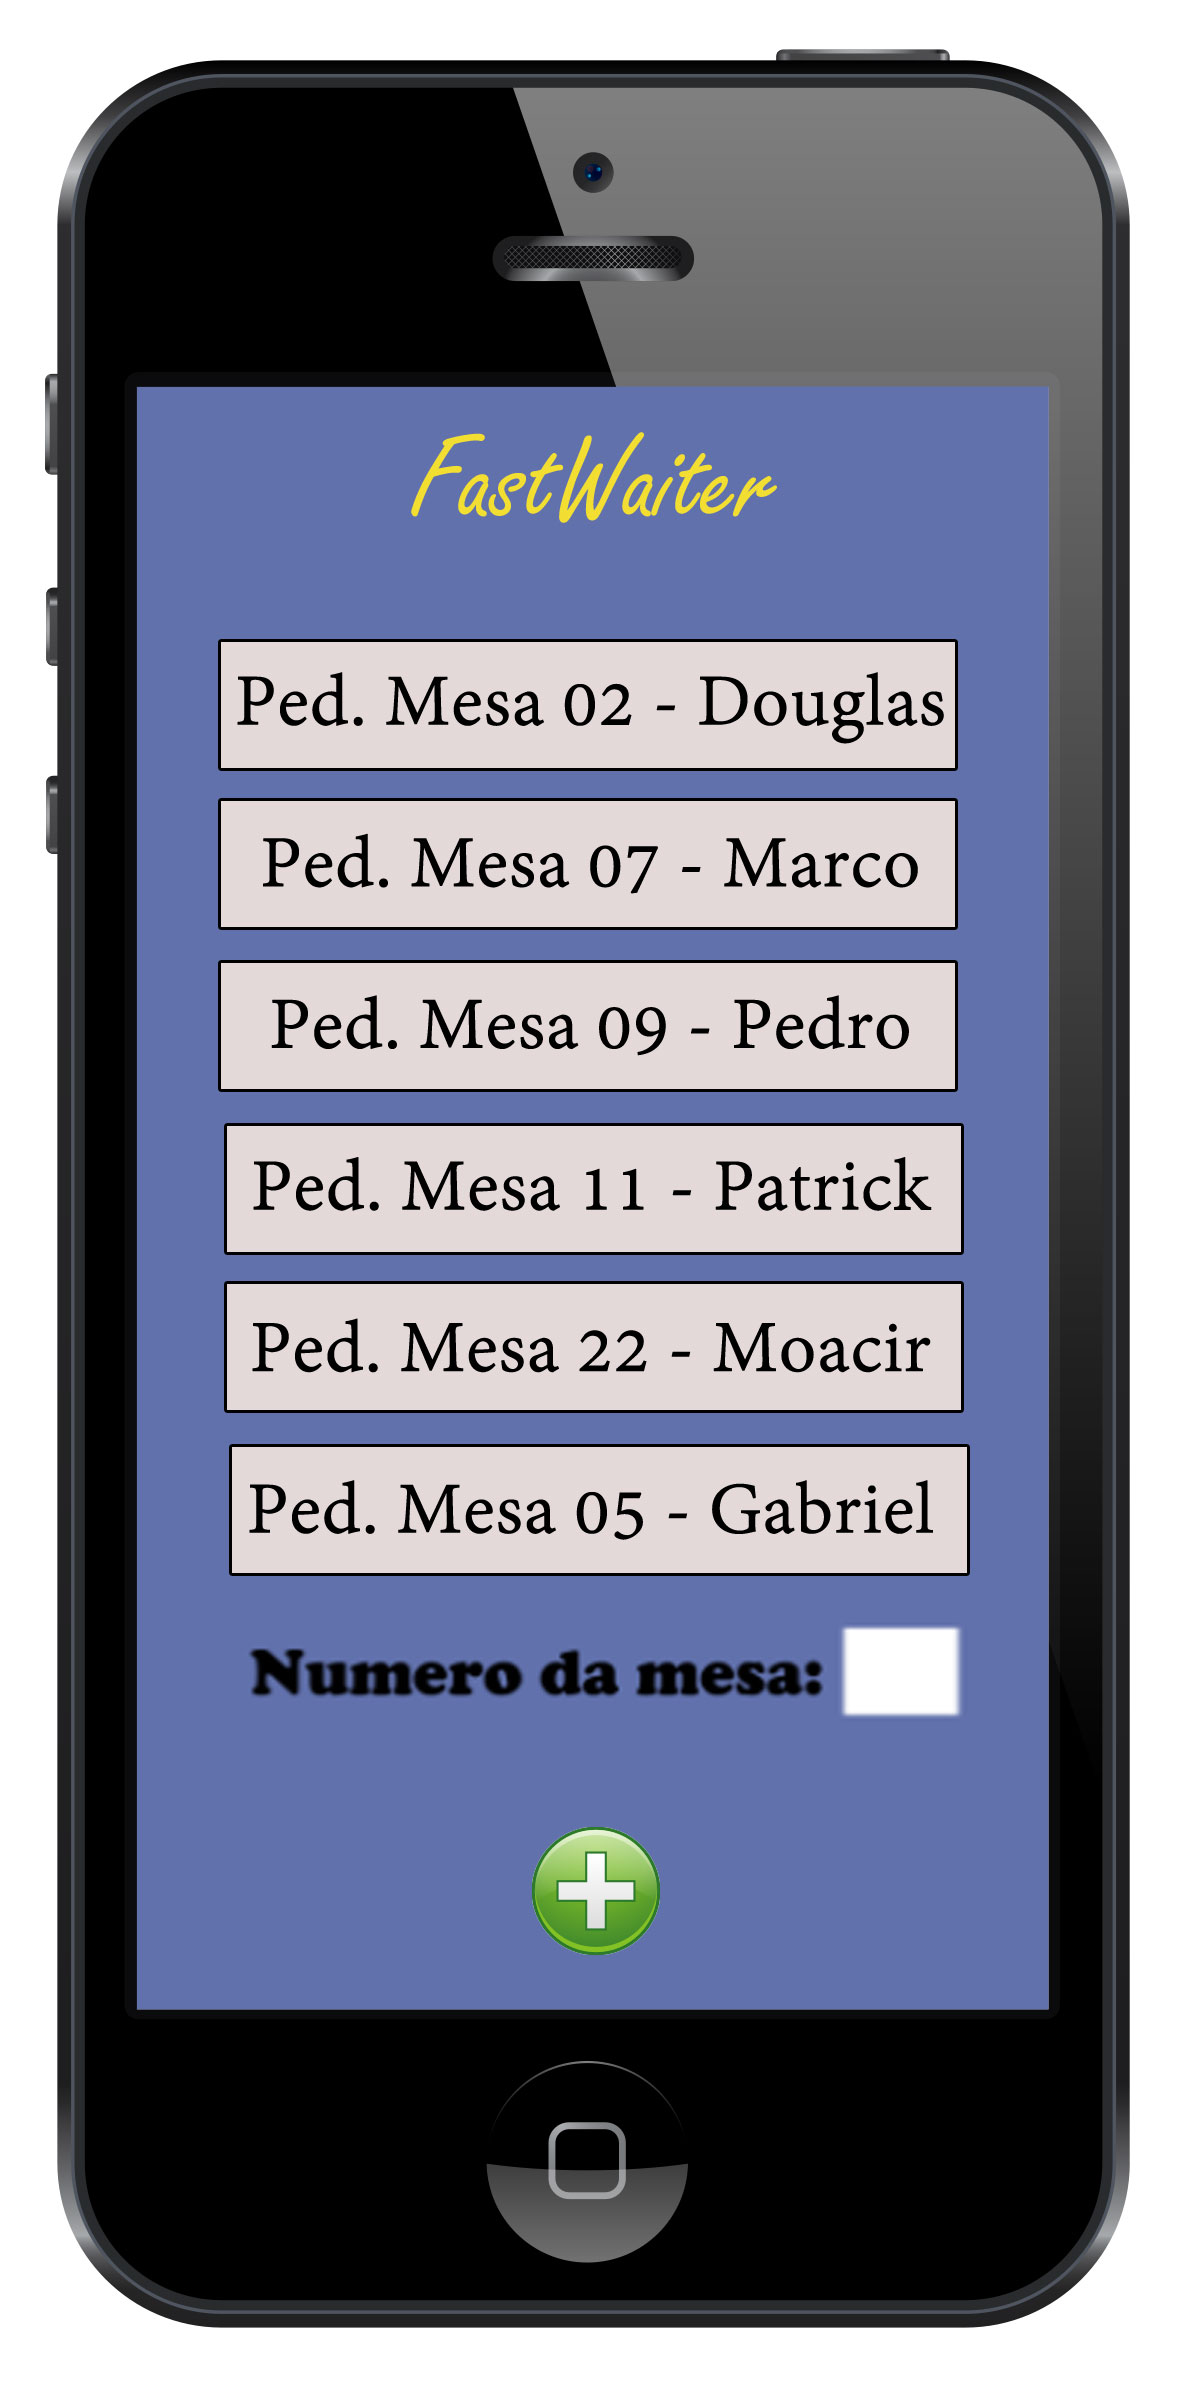 FastWaiter
Ped. Mesa 02 - Douglas
Ped. Mesa 07 - Marco
Ped. Mesa 09 - Pedro
Ped. Mesa 11 - Patrick
Ped. Mesa 22 - Moacir
Ped. Mesa 05 - Gabriel
Numero da mesa: